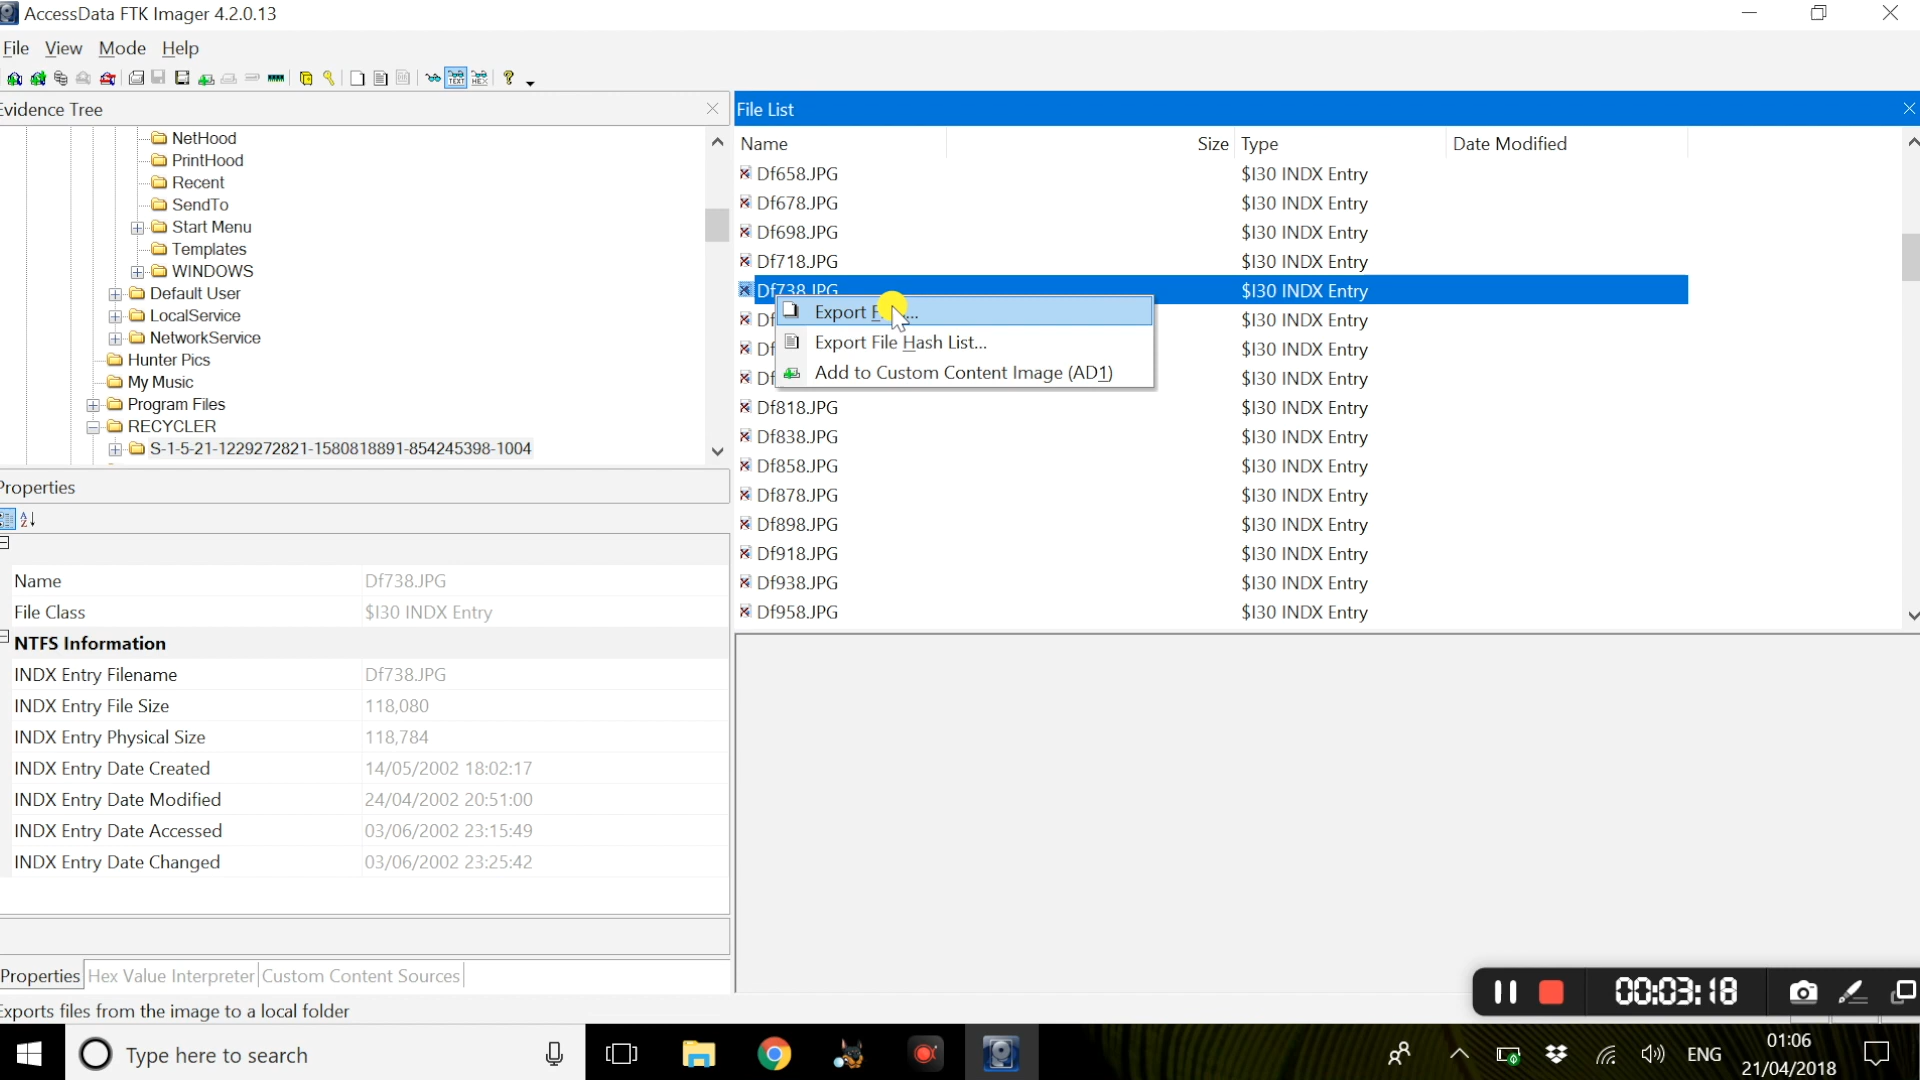 AccessData FTK Imager 4.2.0.13
File View Mode Help
Evidence Tree
NetHood
PrintHood
Recent
SendTo
Start Menu
Templates
WINDOWS
Default User
LocalService
NetworkService
Hunter Pics
My Music
Program Files
RECYCLER
S-1-5-21-1229272821-1580818891-854245398-1004
Properties
Name Df738.JPG
File Class $I30 INDX Entry
NTFS Information
INDX Entry Filename Df738.JPG
INDX Entry File Size 118,080
INDX Entry Physical Size 118,784
INDX Entry Date Created 14/05/2002 18:02:17
INDX Entry Date Modified 24/04/2002 20:51:00
INDX Entry Date Accessed 03/06/2002 23:15:49
INDX Entry Date Changed 03/06/2002 23:25:42
Properties Hex Value Interpreter Custom Content Sources
Exports files from the image to a local folder
File List
Name Size Type Date Modified
Df658.JPG $I30 INDX Entry
Df678.JPG $I30 INDX Entry
Df698.JPG $I30 INDX Entry
Df718.JPG $I30 INDX Entry
Df738.JPG $I30 INDX Entry
Df $I30 INDX Entry
Df $I30 INDX Entry
Df $I30 INDX Entry
Export
Export File Hash List...
Add to Custom Content Image (AD1)
Df818.JPG $I30 INDX Entry
Df838.JPG $I30 INDX Entry
Df858.JPG $I30 INDX Entry
Df878.JPG $I30 INDX Entry
Df898.JPG $I30 INDX Entry
Df918.JPG $I30 INDX Entry
Df938.JPG $I30 INDX Entry
Df958.JPG $I30 INDX Entry
00:03:18
Type here to search
ENG
01:06
21/04/2018